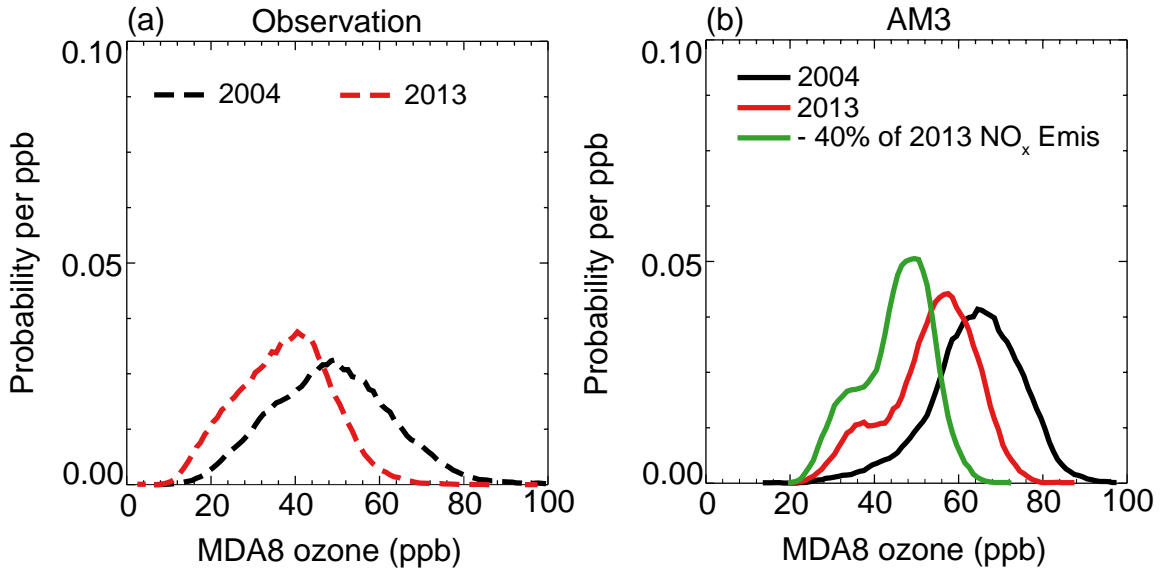 (a) Observation
0.10
2004 2013
Probability per ppb
0.05
0.00
0 20 40 60 80 100
MDA8 ozone (ppb)
(b) AM3
0.10
2004
2013
- 40% of 2013 NOx Emis
Probability per ppb
0.05
0.00
0 20 40 60 80 100
MDA8 ozone (ppb)